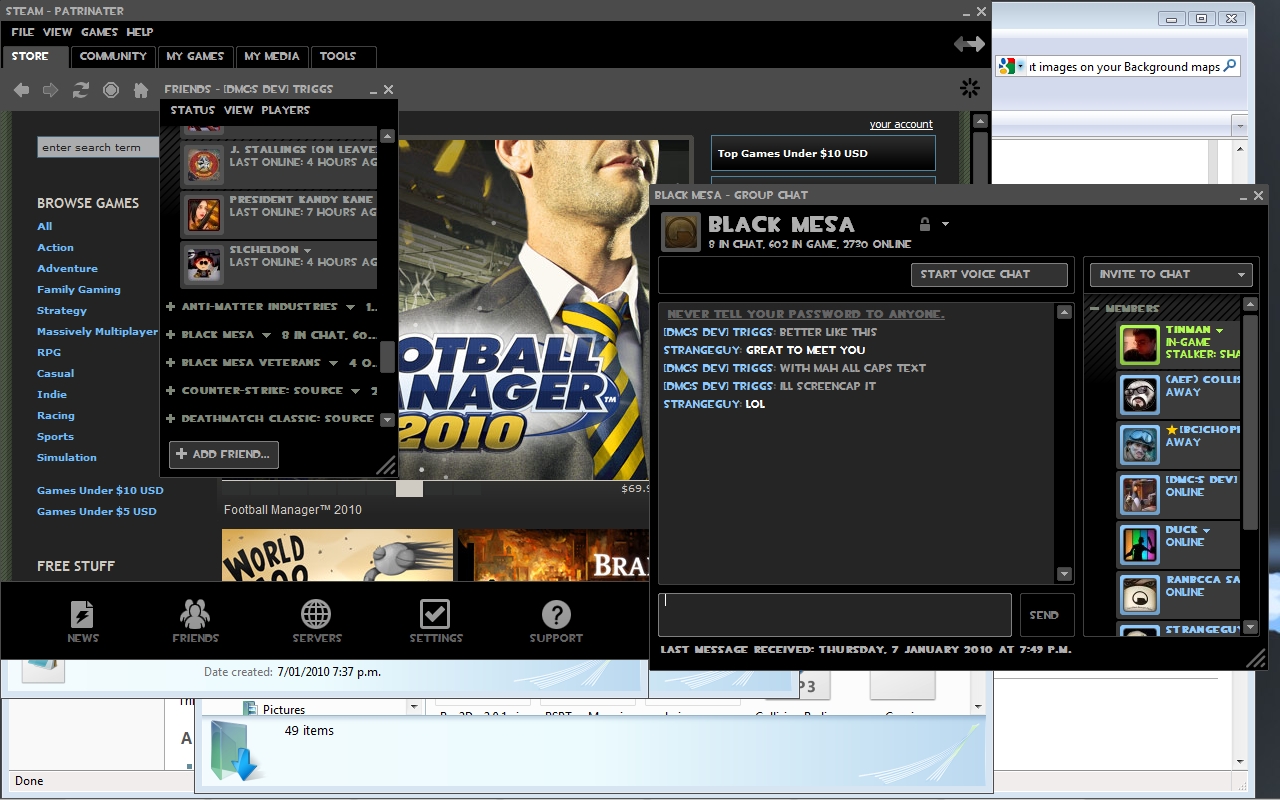 STEAM - PATRINATER
FILE VIEW GAMES HELP
STORE COMMUNITY MY GAMES MY MEDIA TOOLS
your account
enter search term
Top Games Under $10 USD
BROWSE GAMES
All
Action
Adventure
Family Gaming
Strategy
Massively Multiplayer
RPG
Casual
Indie
Racing
Sports
Simulation
Games Under $10 USD
Games Under $5 USD
FREE STUFF
OTBALL
ANAGER™
2010
$69.9
Football Manager™ 2010
WORLD
BRA
NEWS
FRIENDS
SERVERS
SETTINGS
SUPPORT
FRIENDS - [DMC:S DEV] TRIGGS
STATUS VIEW PLAYERS
J. STALLINGS (ON LEAVE
LAST ONLINE: 4 HOURS AG
PRESIDENT KANDY KANE
LAST ONLINE: 7 HOURS AG
SLCHELDON
LAST ONLINE: 4 HOURS AG
ANTI-MATTER INDUSTRIES 1...
BLACK MESA 8 IN CHAT, 60...
BLACK MESA VETERANS 4 O...
COUNTER-STRIKE: SOURCE 2
DEATHMATCH CLASSIC: SOURCE
ADD FRIEND...
BLACK MESA - GROUP CHAT
BLACK MESA
8 IN CHAT, 602 IN GAME, 2730 ONLINE
START VOICE CHAT
INVITE TO CHAT
NEVER TELL YOUR PASSWORD TO ANYONE.
[DMC:S DEV] TRIGGS: BETTER LIKE THIS
STRANGEGUY: GREAT TO MEET YOU
[DMC:S DEV] TRIGGS: WITH MAH ALL CAPS TEXT
[DMC:S DEV] TRIGGS: ILL SCREENCAP IT
STRANGEGUY: LOL
MEMBERS
TINMAN
IN-GAME
STALKER: SHA
(AEF) COLLIS
AWAY
[BC]CHOPE
AWAY
[DMC:S DEV]
ONLINE
DUCK
ONLINE
RANBCCA SA
ONLINE
STRANGEGUY
SEND
LAST MESSAGE RECEIVED: THURSDAY, 7 JANUARY 2010 AT 7:49 P.M.
it images on your Background maps
Date created: 7/01/2010 7:37 p.m.
Pictures
49 items
Done